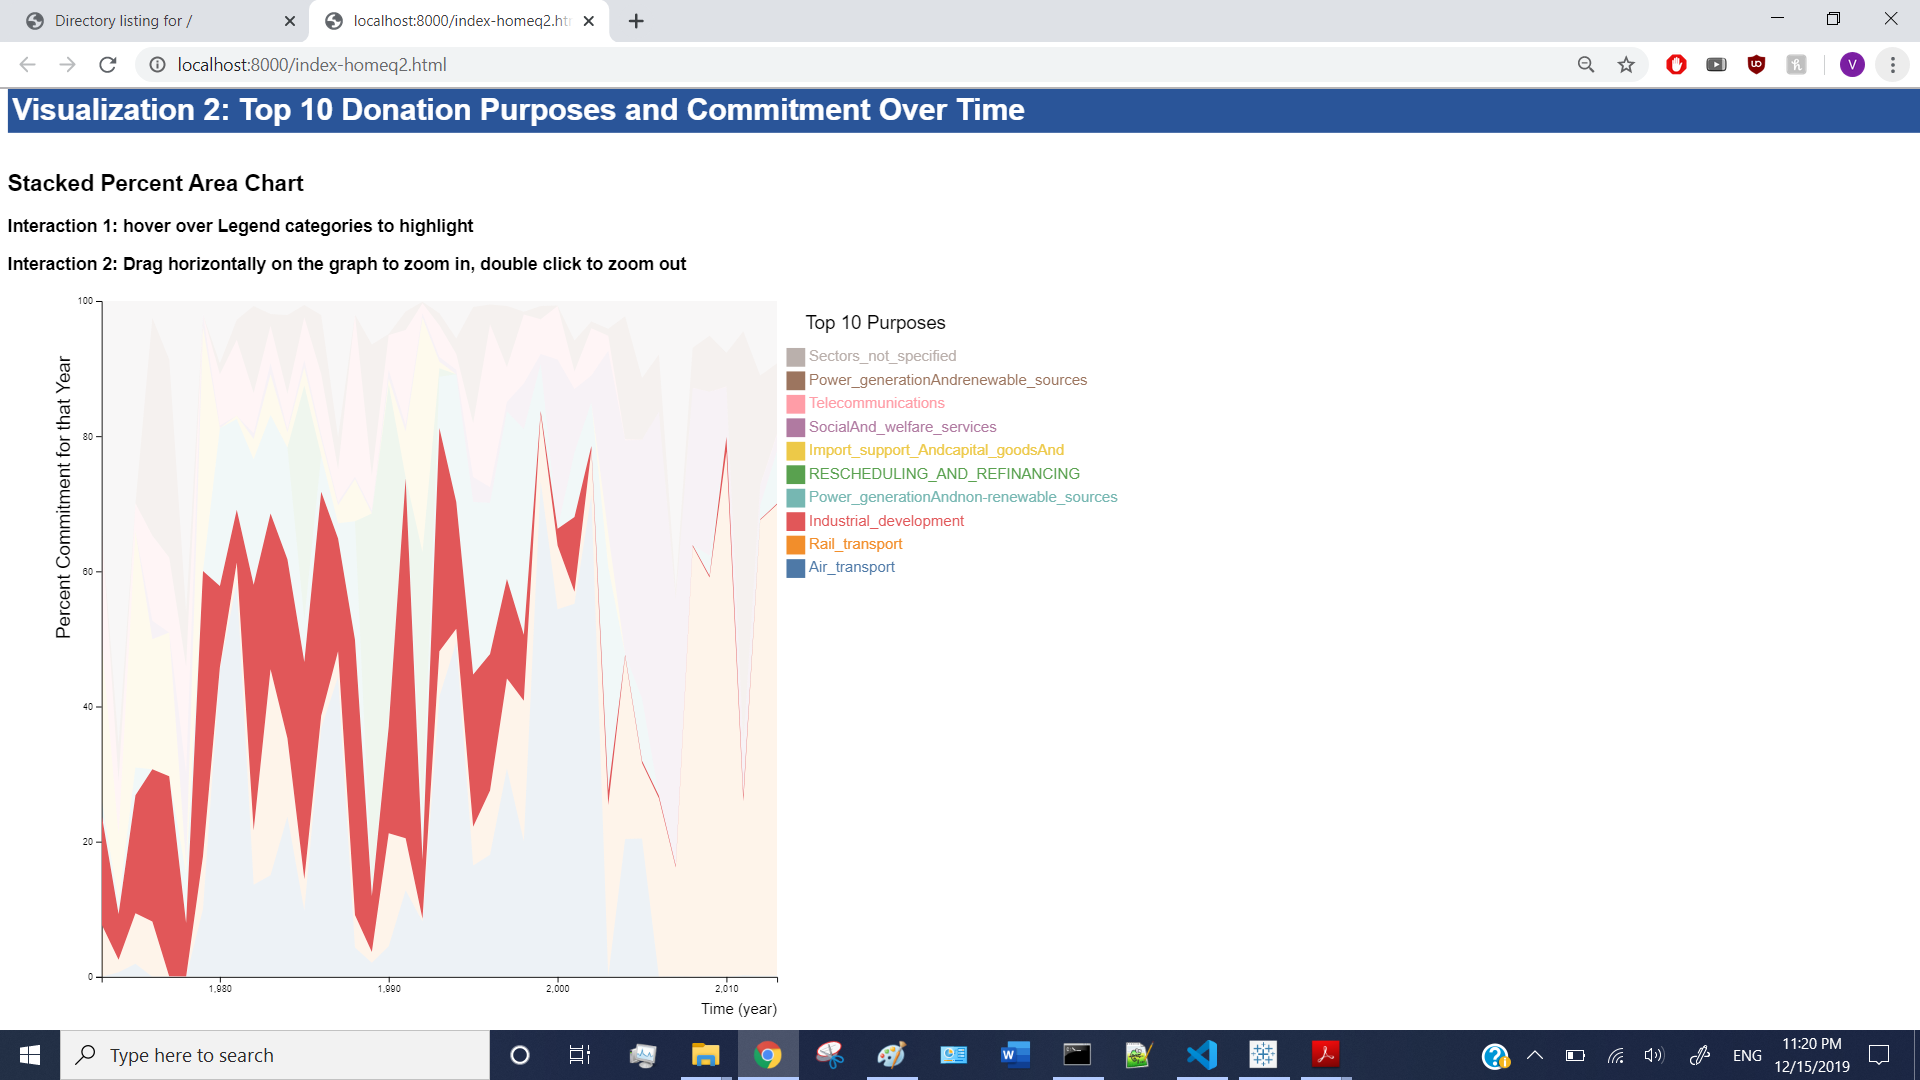 Directory listing for /
localhost:8000/index-homeq2.ht
localhost:8000/index-homeq2.html
Visualization 2: Top 10 Donation Purposes and Commitment Over Time
Stacked Percent Area Chart
Interaction 1: hover over Legend categories to highlight
Interaction 2: Drag horizontally on the graph to zoom in, double click to zoom out
100
80
60
40
20
0
Percent Commitment for that Year
1,980
1,990
2,000
2,010
Time (year)
Top 10 Purposes
Sectors_not_specified
Power_generationAndrenewable_sources
Telecommunications
SocialAnd_welfare_services
Import_support_Andcapital_goodsAnd
RESCHEDULING_AND_REFINANCING
Power_generationAndnon-renewable_sources
Industrial_development
Rail_transport
Air_transport
V
Type here to search
ENG
11:20 PM
12/15/2019